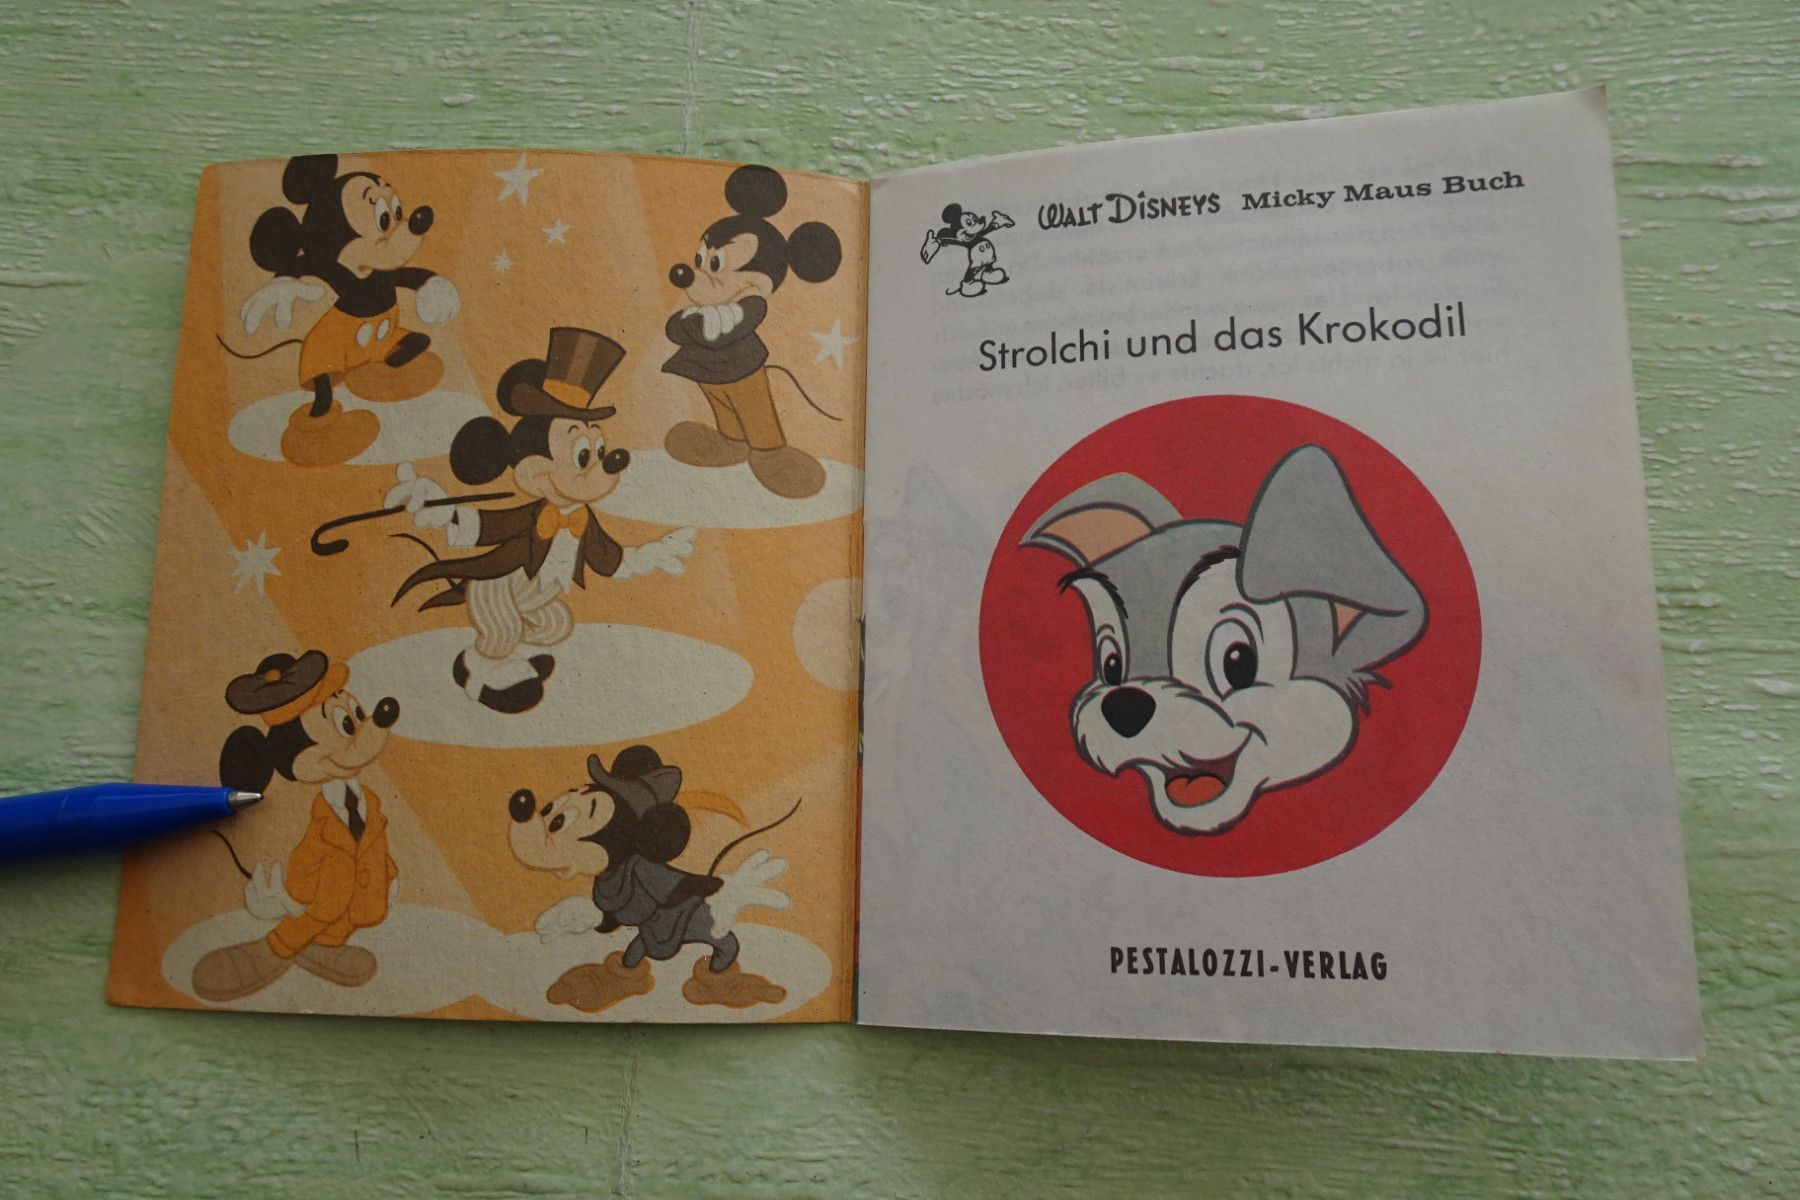 WALT DISNEYS Micky Maus Buch
Strolchi und das Krokodil
PESTALOZZI-VERLAG